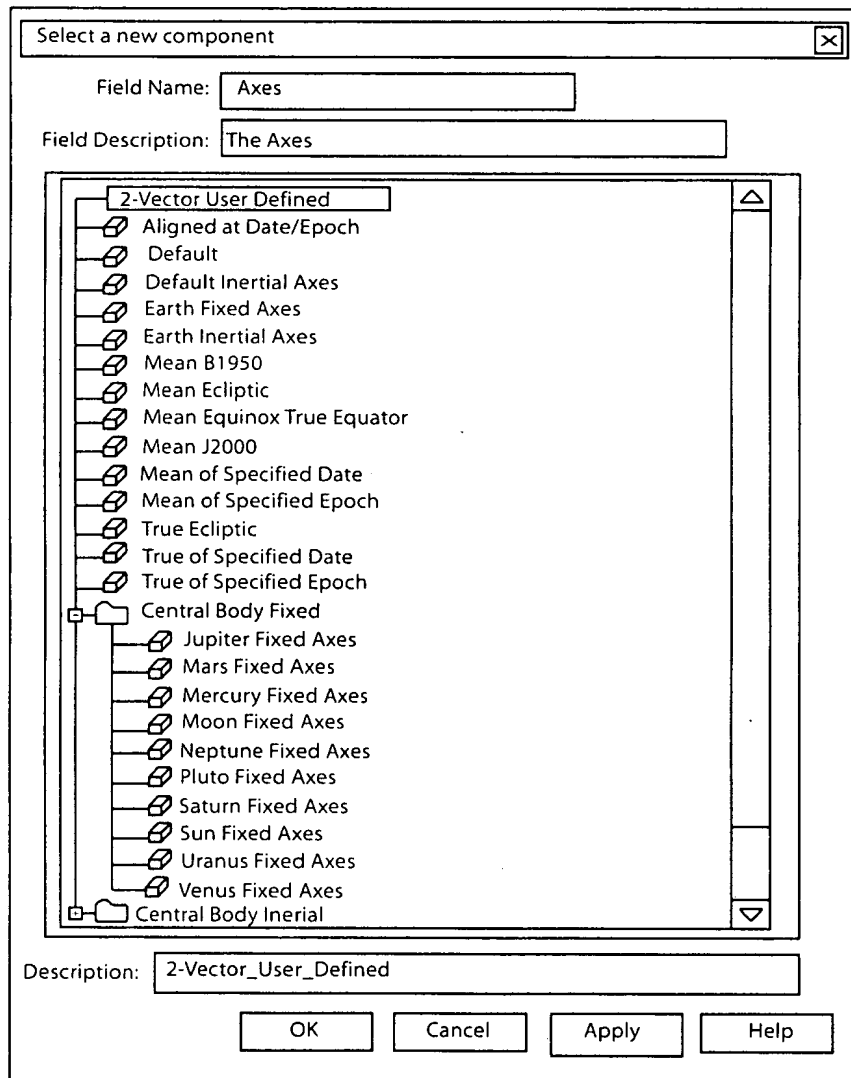 Select a new component
Field Name: Axes
Field Description: The Axes
2-Vector User Defined
Aligned at Date/Epoch
Default
Default Inertial Axes
Earth Fixed Axes
Earth Inertial Axes
Mean B1950
Mean Ecliptic
Mean Equinox True Equator
Mean J2000
Mean of Specified Date
Mean of Specified Epoch
True Ecliptic
True of Specified Date
True of Specified Epoch
Central Body Fixed
Jupiter Fixed Axes
Mars Fixed Axes
Mercury Fixed Axes
Moon Fixed Axes
Neptune Fixed Axes
Pluto Fixed Axes
Saturn Fixed Axes
Sun Fixed Axes
Uranus Fixed Axes
Venus Fixed Axes
Central Body Inerial
Description: 2-Vector_User_Defined
OK Cancel Apply Help